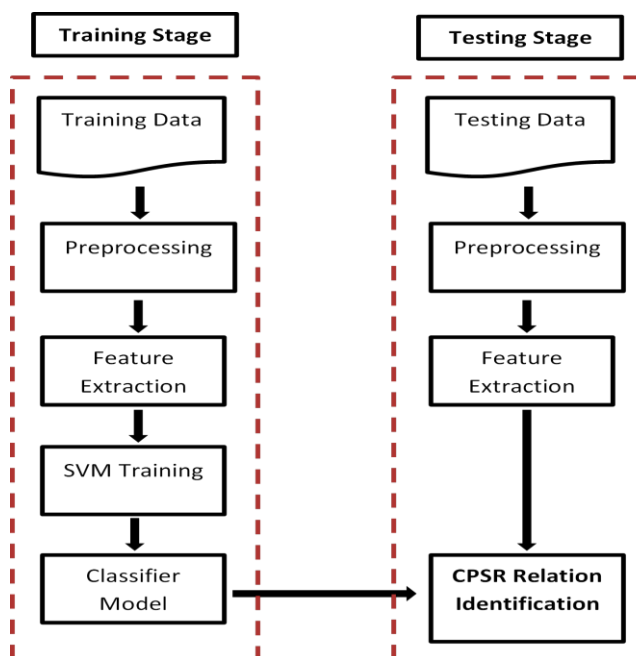 Training Stage
Training Data
Preprocessing
Feature
Extraction
SVM Training
Classifier
Model
Testing Stage
Testing Data
Preprocessing
Feature
Extraction
CPSR Relation
Identification